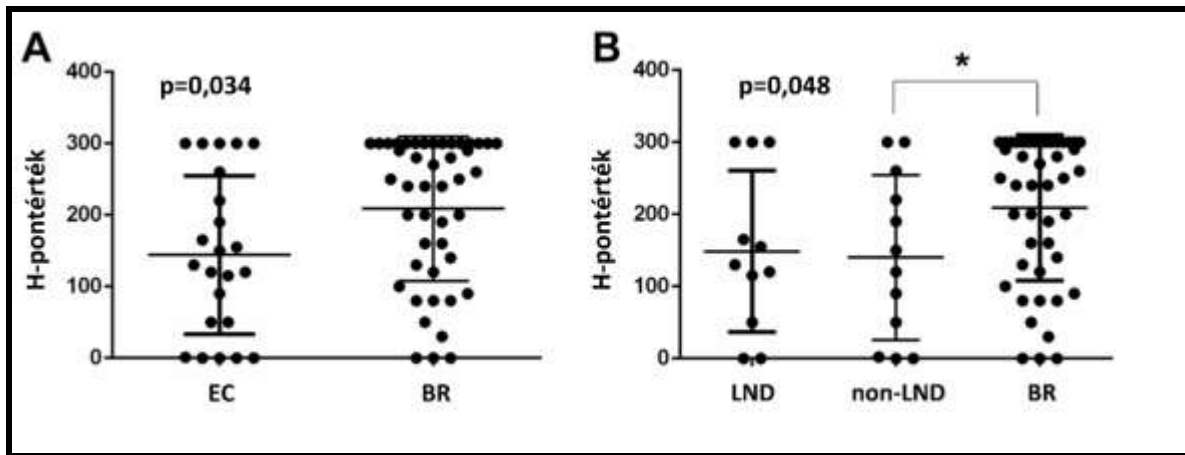 A
H-pontérték
400
300
200
100
0
p=0,034
EC BR
B
H-pontérték
400
300
200
100
0
p=0,048
*
LND non-LND BR